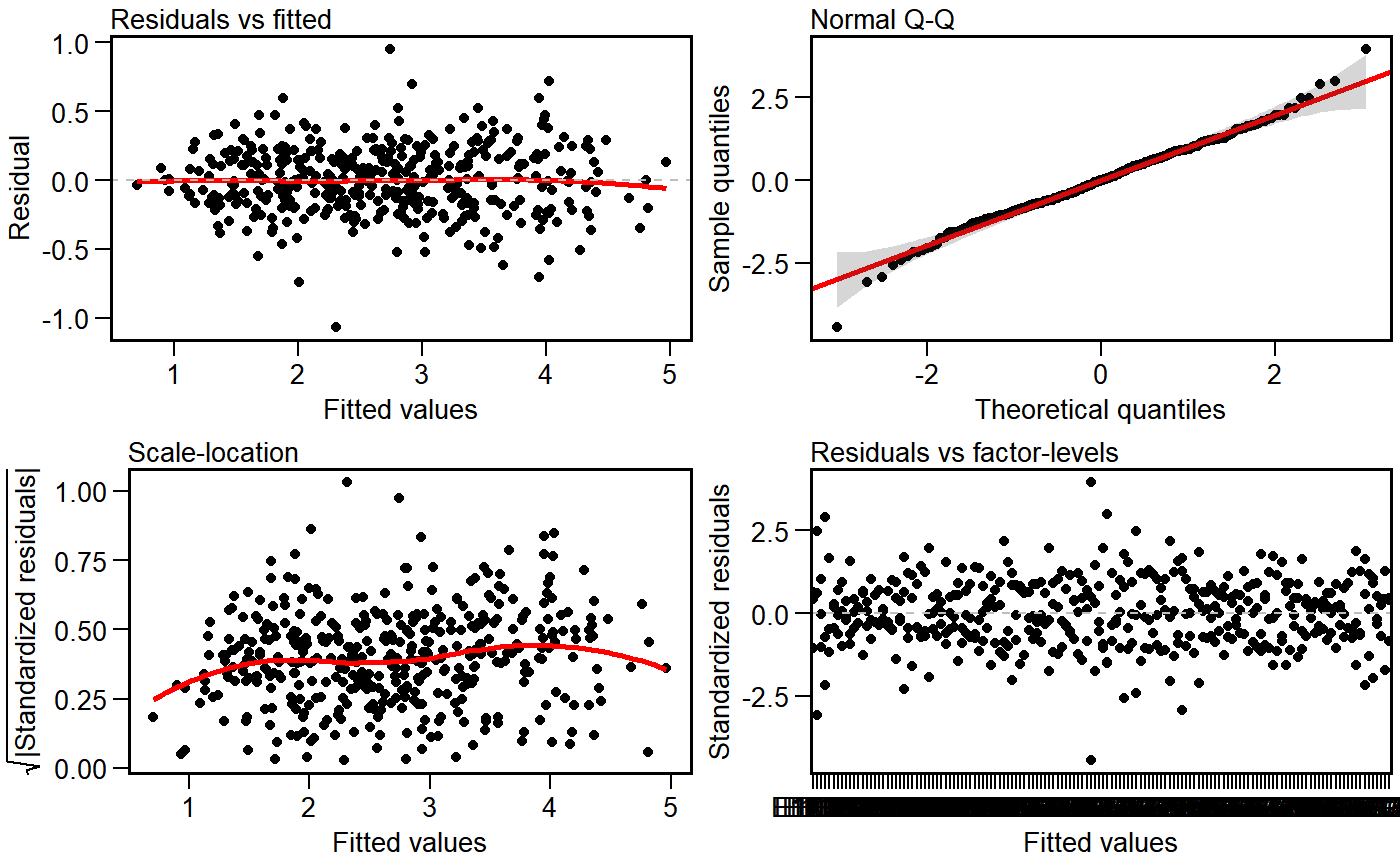 Residuals vs fitted
1.0
0.5
0.0
-0.5
-1.0
Residual
1 2 3 4 5
Fitted values
Normal Q-Q
2.5
0.0
-2.5
Sample quantiles
-2 0 2
Theoretical quantiles
Scale-location
1.00
0.75
0.50
0.25
0.00
√|Standardized residuals|
1 2 3 4 5
Fitted values
Residuals vs factor-levels
2.5
0.0
-2.5
Standardized residuals
Fitted values